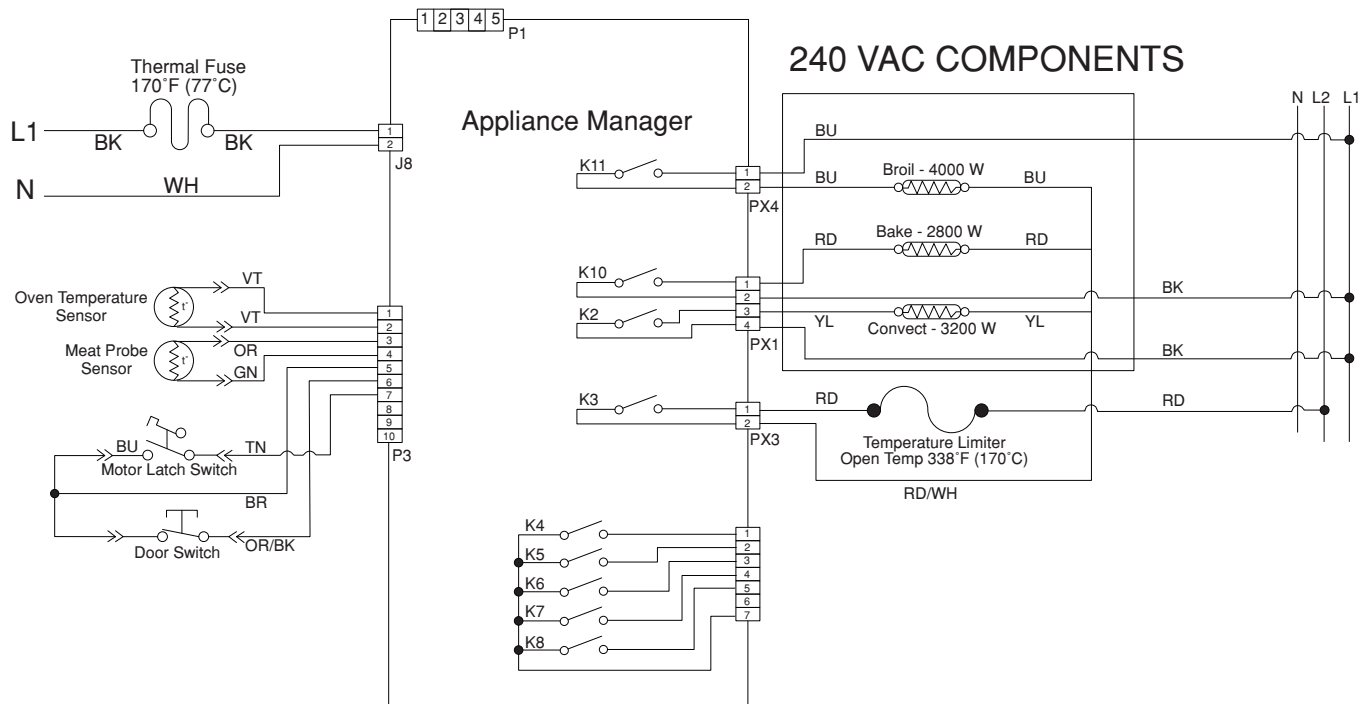 1 2 3 4 5
P1
240 VAC COMPONENTS
Thermal Fuse
170˚F (77˚C)
L1
BK
BK
N
WH
1
2
J8
Appliance Manager
N L2 L1
BU
K11
1
2
PX4
BU
Broil - 4000 W
BU
Bake - 2800 W
RD
RD
K10
K2
1
2
3
4
PX1
BK
YL
Convect - 3200 W
YL
BK
Oven Temperature
Sensor
t˚
VT
VT
Meat Probe
Sensor
t˚
OR
GN
1
2
3
4
5
6
7
8
9
10
P3
K3
1
2
PX3
RD
RD
Temperature Limiter
Open Temp 338˚F (170˚C)
RD/WH
BU
TN
Motor Latch Switch
BR
OR/BK
Door Switch
K4
K5
K6
K7
K8
1
2
3
4
5
6
7